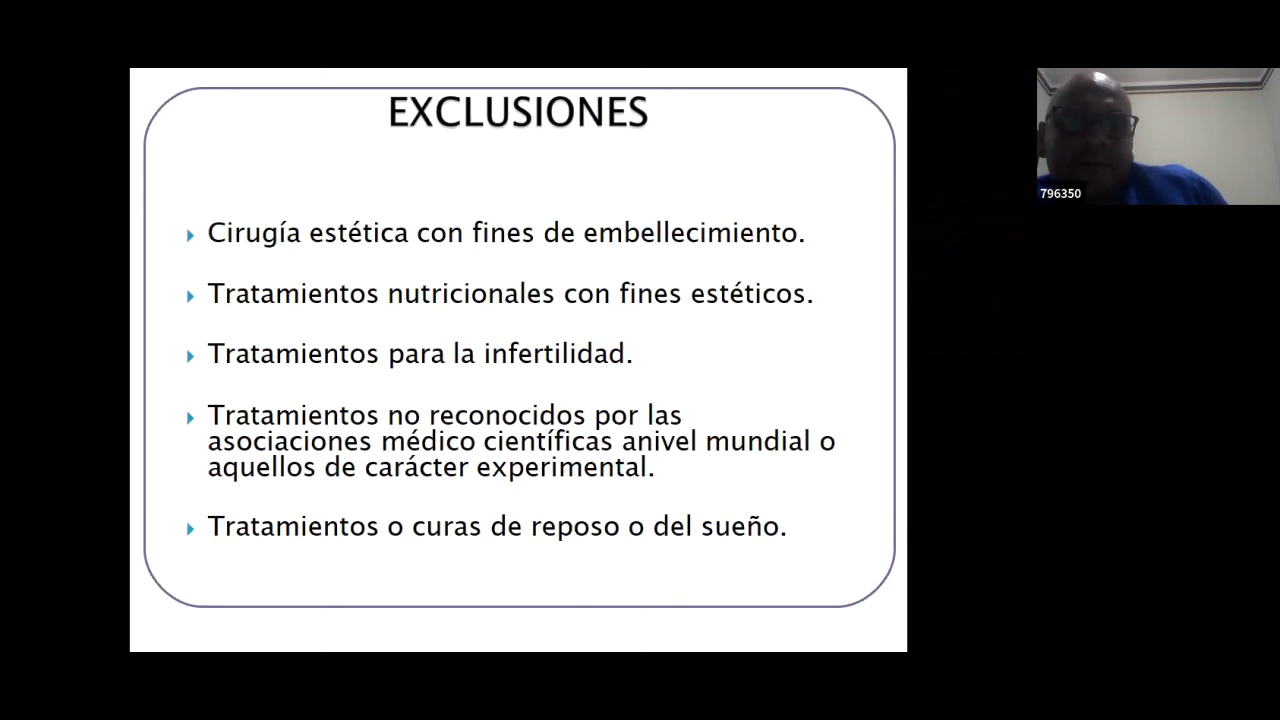 EXCLUSIONES
Cirugía estética con fines de embellecimiento.
Tratamientos nutricionales con fines estéticos.
Tratamientos para la infertilidad.
Tratamientos no reconocidos por las
asociaciones médico científicas anivel mundial o
aquellos de carácter experimental.
Tratamientos o curas de reposo o del sueño.
796350